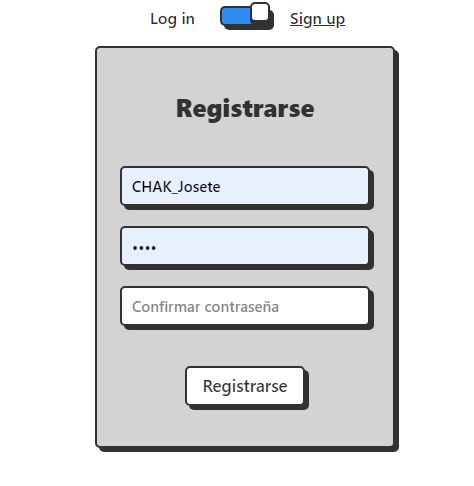 Log in Sign up
Registrarse
CHAK_Josete
••••
Confirmar contraseña
Registrarse